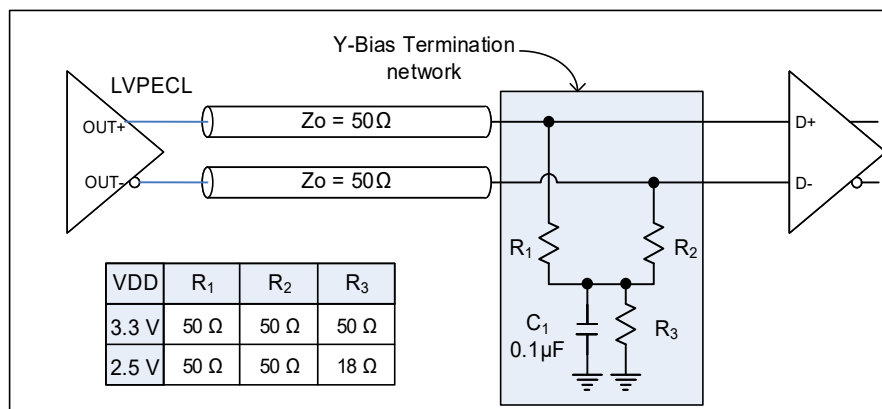 Y-Bias Termination
network
LVPECL
OUT+
Zo = 50Ω
D+
OUT-
Zo = 50Ω
D-
R1
R2
VDD R1 R2 R3
3.3 V 50 Ω 50 Ω 50 Ω
2.5 V 50 Ω 50 Ω 18 Ω
C1
0.1µF
R3